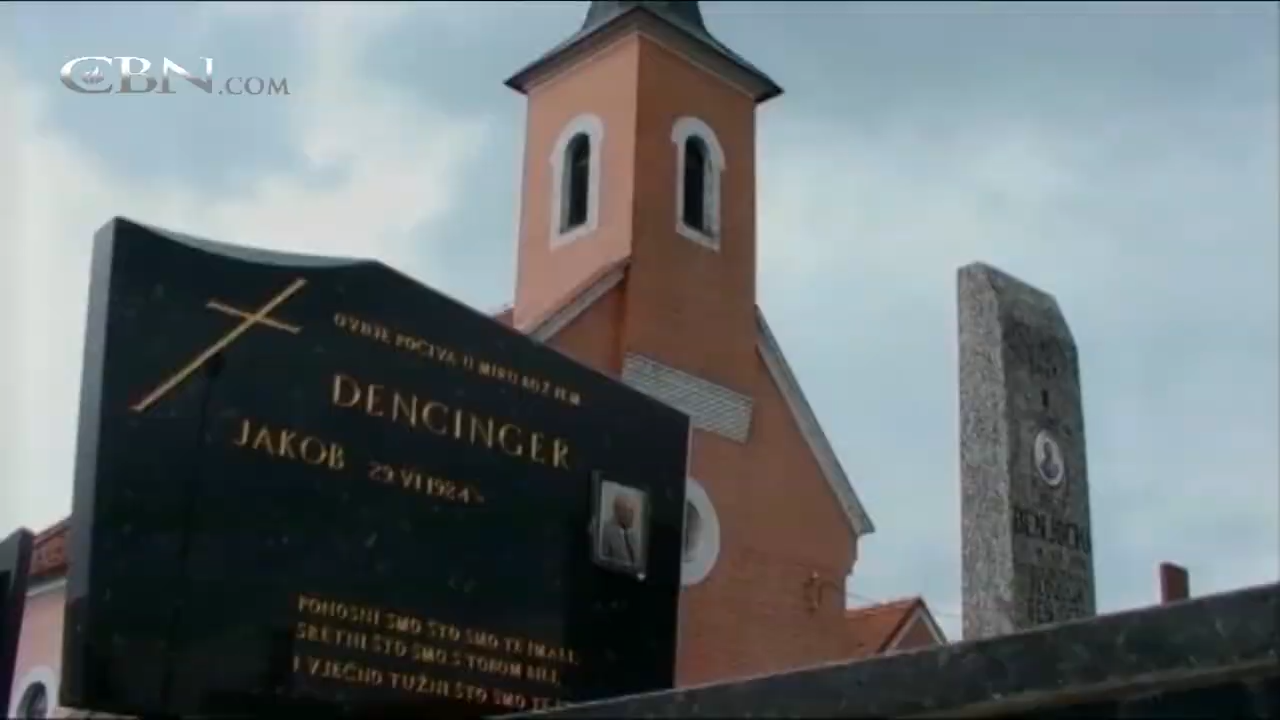 CBN.COM
OVDJE POČIVA U MIRU BOŽJEM
DENCINGER
JAKOB 29 VI 1924
PONOSNI SMO ŠTO SMO TE IMALI,
SRETNI ŠTO SMO S TOBOM BILI,
I VJEČNO TUŽNI ŠTO SMO TE